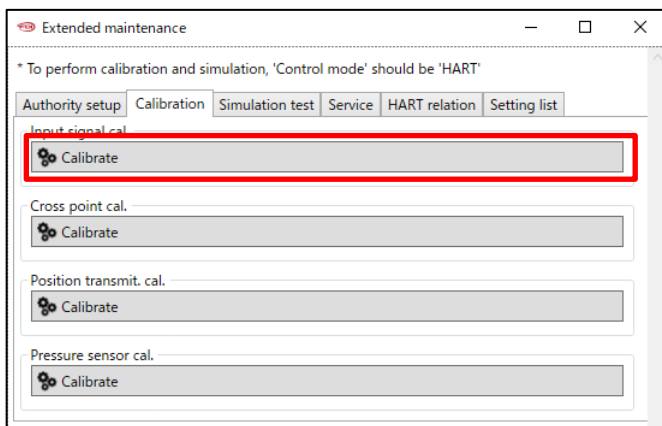 Extended maintenance
* To perform calibration and simulation, 'Control mode' should be 'HART'
Authority setup Calibration Simulation test Service HART relation Setting list
Input signal cal.
Calibrate
Cross point cal.
Calibrate
Position transmit. cal.
Calibrate
Pressure sensor cal.
Calibrate